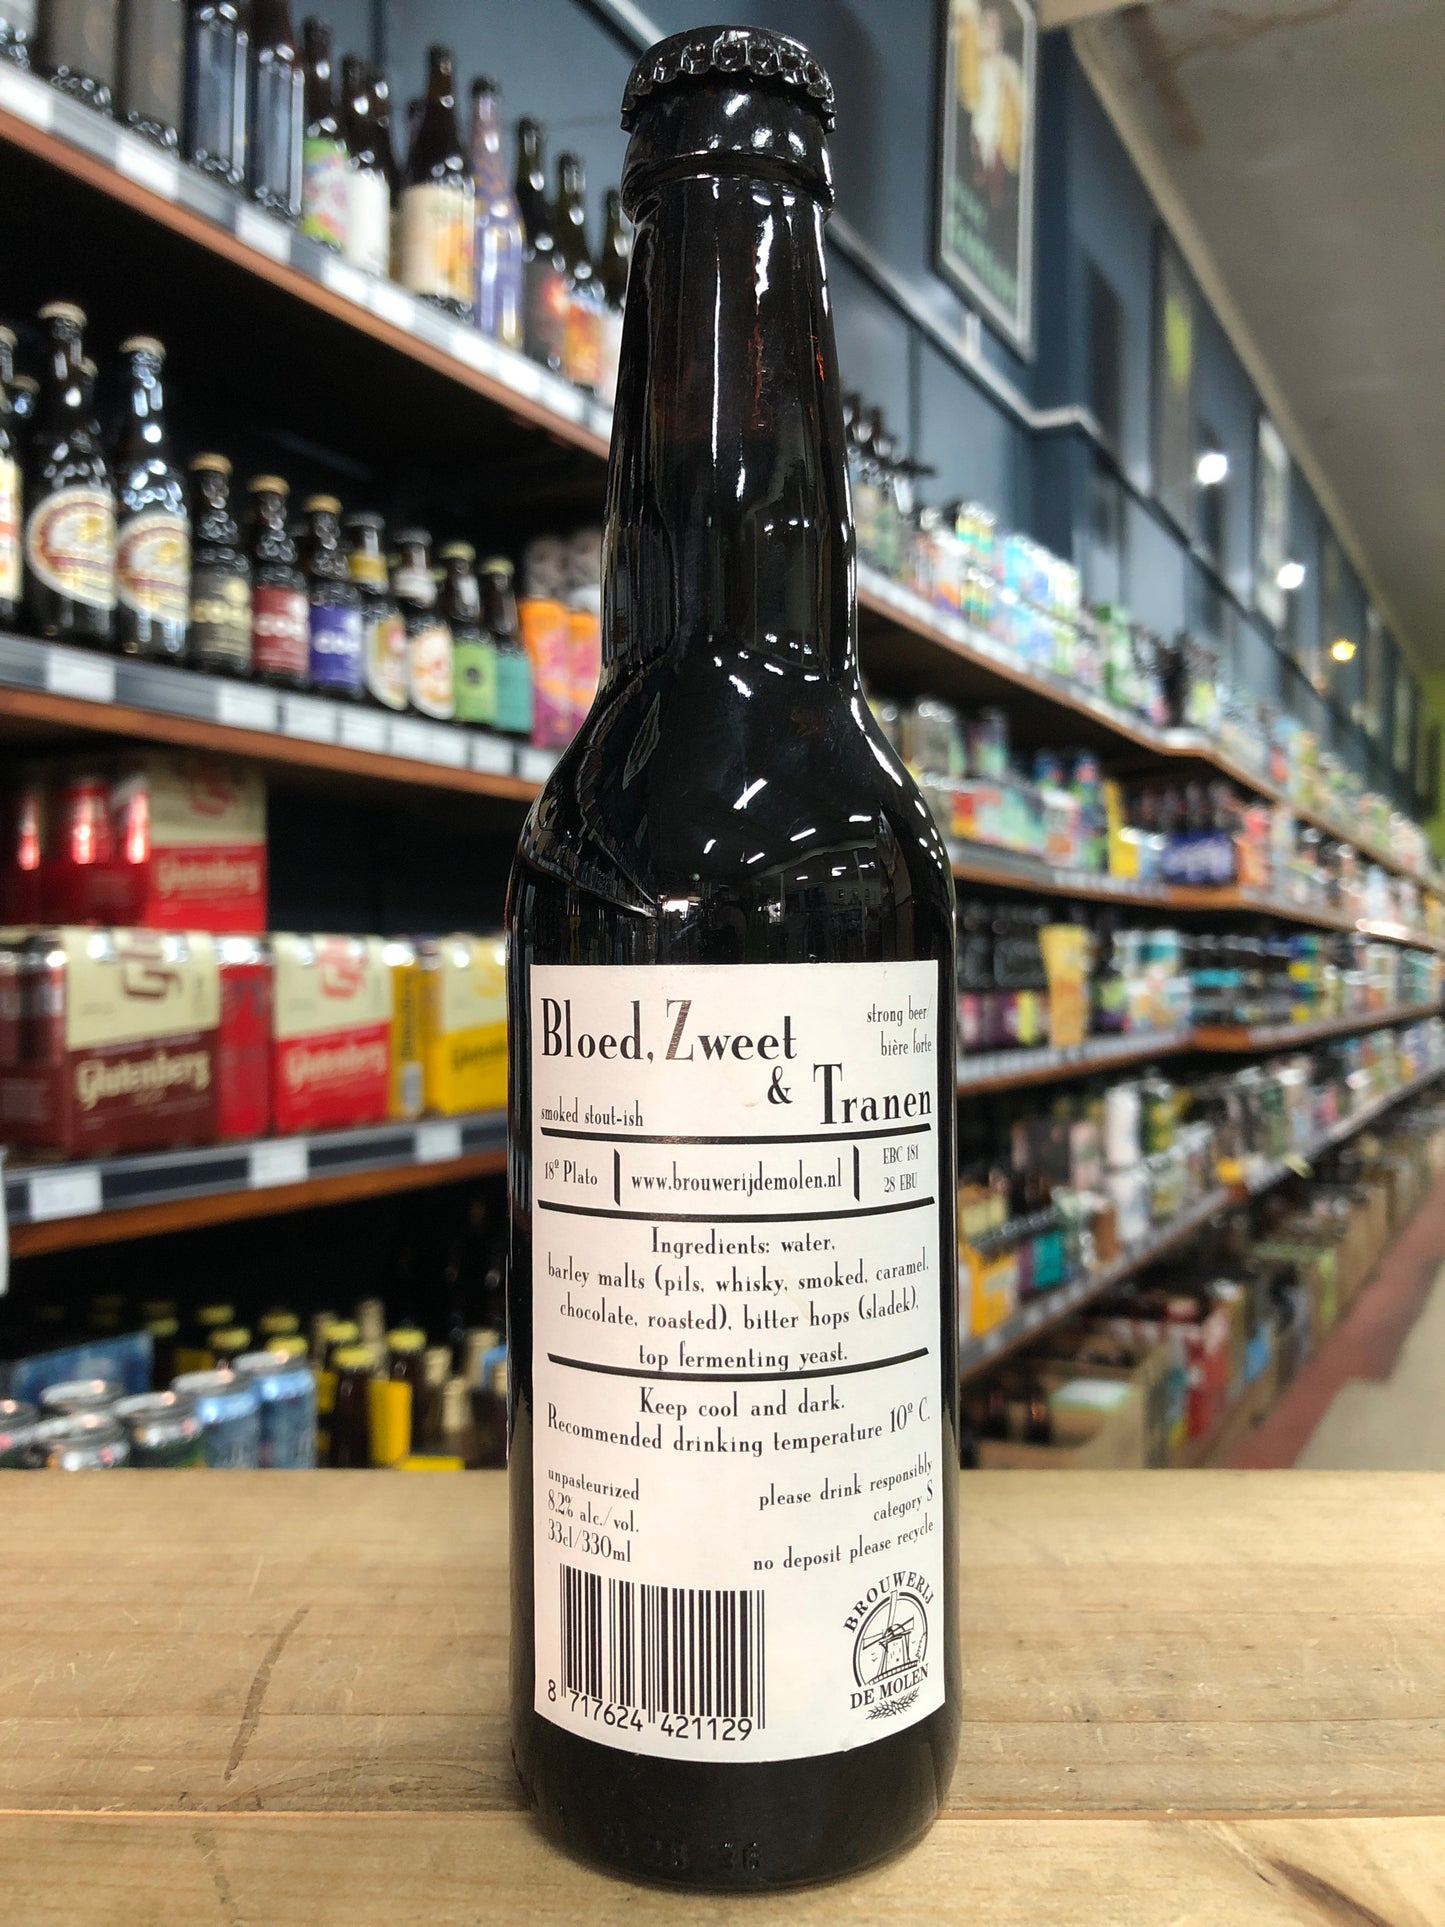 Bloed, Zweet
& Tranen
strong beer/
bière forte
smoked stout-ish
18º Plato
www.brouwerijdemolen.nl
EBC 181
28 EBU
Ingredients: water,
barley malts (pils, whisky, smoked, caramel,
chocolate, roasted), bitter hops (sladek),
top fermenting yeast.
Keep cool and dark.
Recommended drinking temperature 10º C.
unpasteurized
8.2% alc./vol.
33cl/330ml
please drink responsibly
category S
no deposit please recycle
8 717624 421129
BROUWERIJ
DE MOLEN
Glutenberg
Glutenberg
Glutenberg
Glutenberg